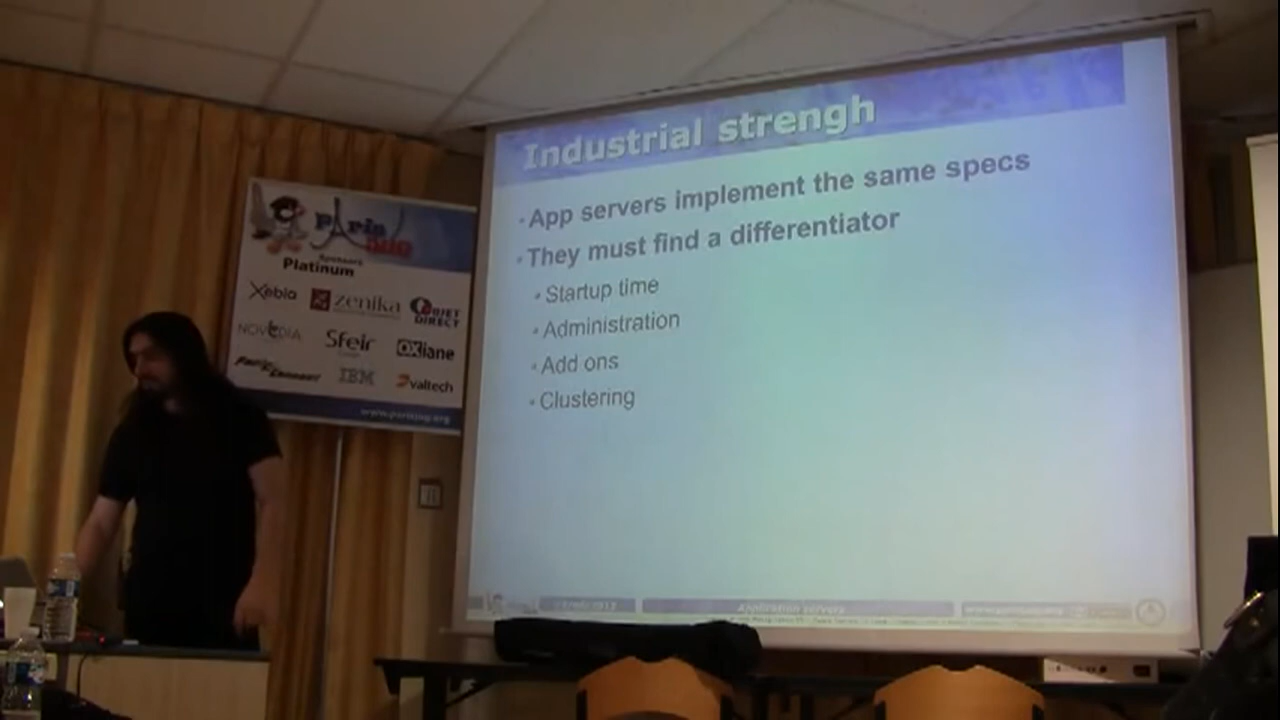 Industrial strengh
App servers implement the same specs
They must find a differentiator
Startup time
Administration
Add ons
Clustering
Application servers
Paris
JUG
Sponsors
Platinum
Xebia zenika OBJET DIRECT
NOVEDIA Sfeir OXiane
IBM valtech
www.parisjug.org